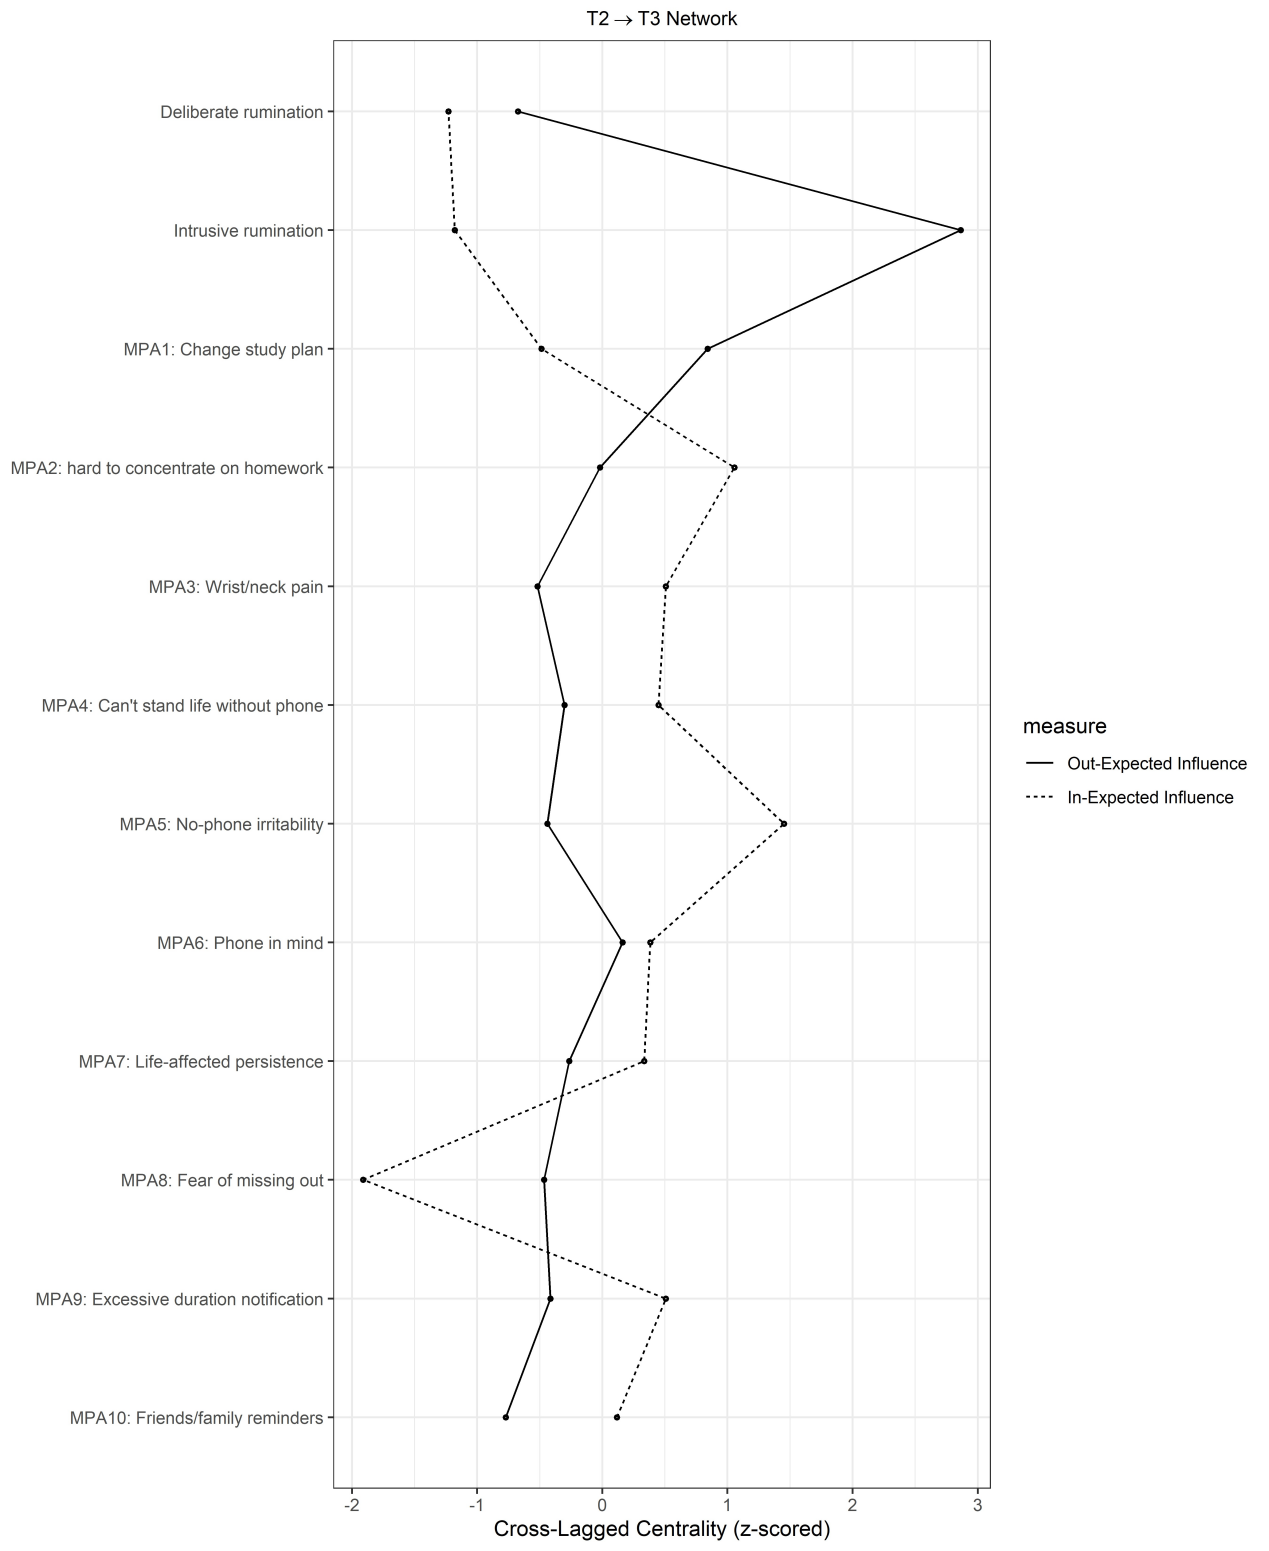 T2 → T3 Network
Deliberate rumination
Intrusive rumination
MPA1: Change study plan
MPA2: hard to concentrate on homework
MPA3: Wrist/neck pain
MPA4: Can't stand life without phone
MPA5: No-phone irritability
MPA6: Phone in mind
MPA7: Life-affected persistence
MPA8: Fear of missing out
MPA9: Excessive duration notification
MPA10: Friends/family reminders
-2 -1 0 1 2 3
Cross-Lagged Centrality (z-scored)
measure
Out-Expected Influence
In-Expected Influence